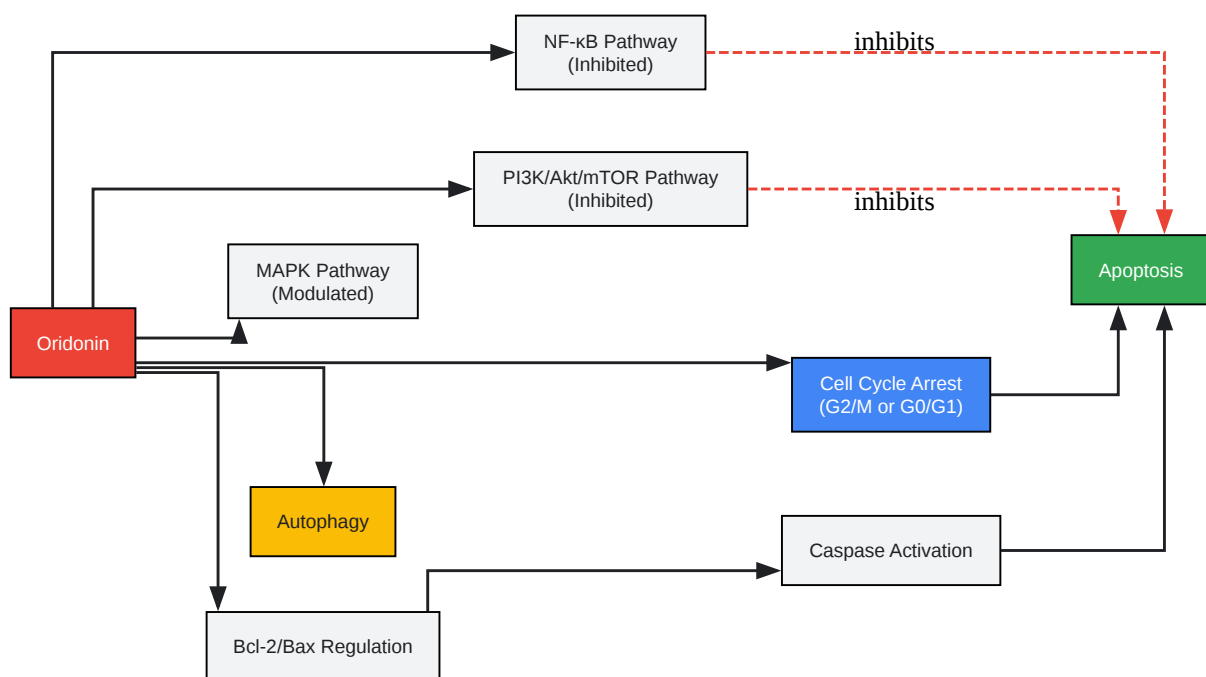 NF-κB Pathway
(Inhibited)
inhibits
PI3K/Akt/mTOR Pathway
(Inhibited)
inhibits
MAPK Pathway
(Modulated)
Apoptosis
Oridonin
Cell Cycle Arrest
(G2/M or G0/G1)
Autophagy
Caspase Activation
Bcl-2/Bax Regulation